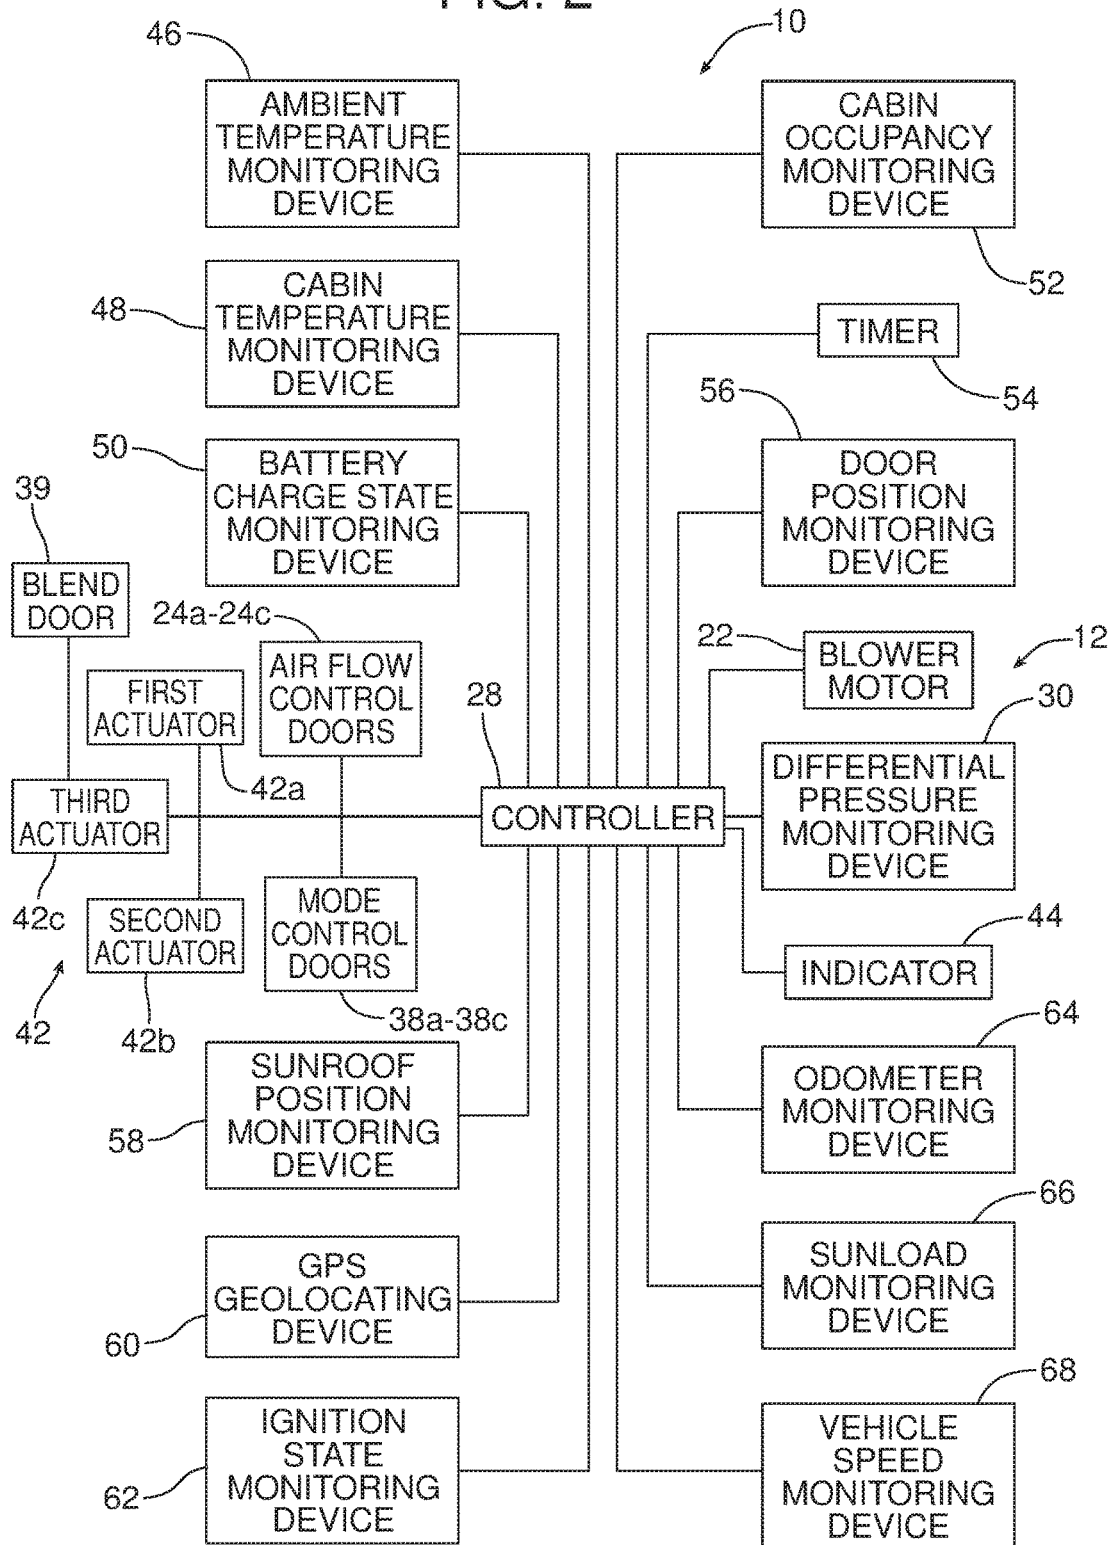 FIG. 2
10
46
AMBIENT
TEMPERATURE
MONITORING
DEVICE
CABIN
OCCUPANCY
MONITORING
DEVICE
52
48
CABIN
TEMPERATURE
MONITORING
DEVICE
TIMER
54
50
BATTERY
CHARGE STATE
MONITORING
DEVICE
56
DOOR
POSITION
MONITORING
DEVICE
39
BLEND
DOOR
24a-24c
AIR FLOW
CONTROL
DOORS
FIRST
ACTUATOR
42a
22
BLOWER
MOTOR
12
28
CONTROLLER
30
DIFFERENTIAL
PRESSURE
MONITORING
DEVICE
THIRD
ACTUATOR
42c
SECOND
ACTUATOR
42b
42
MODE
CONTROL
DOORS
38a-38c
44
INDICATOR
58
SUNROOF
POSITION
MONITORING
DEVICE
64
ODOMETER
MONITORING
DEVICE
60
GPS
GEOLOCATING
DEVICE
66
SUNLOAD
MONITORING
DEVICE
62
IGNITION
STATE
MONITORING
DEVICE
68
VEHICLE
SPEED
MONITORING
DEVICE